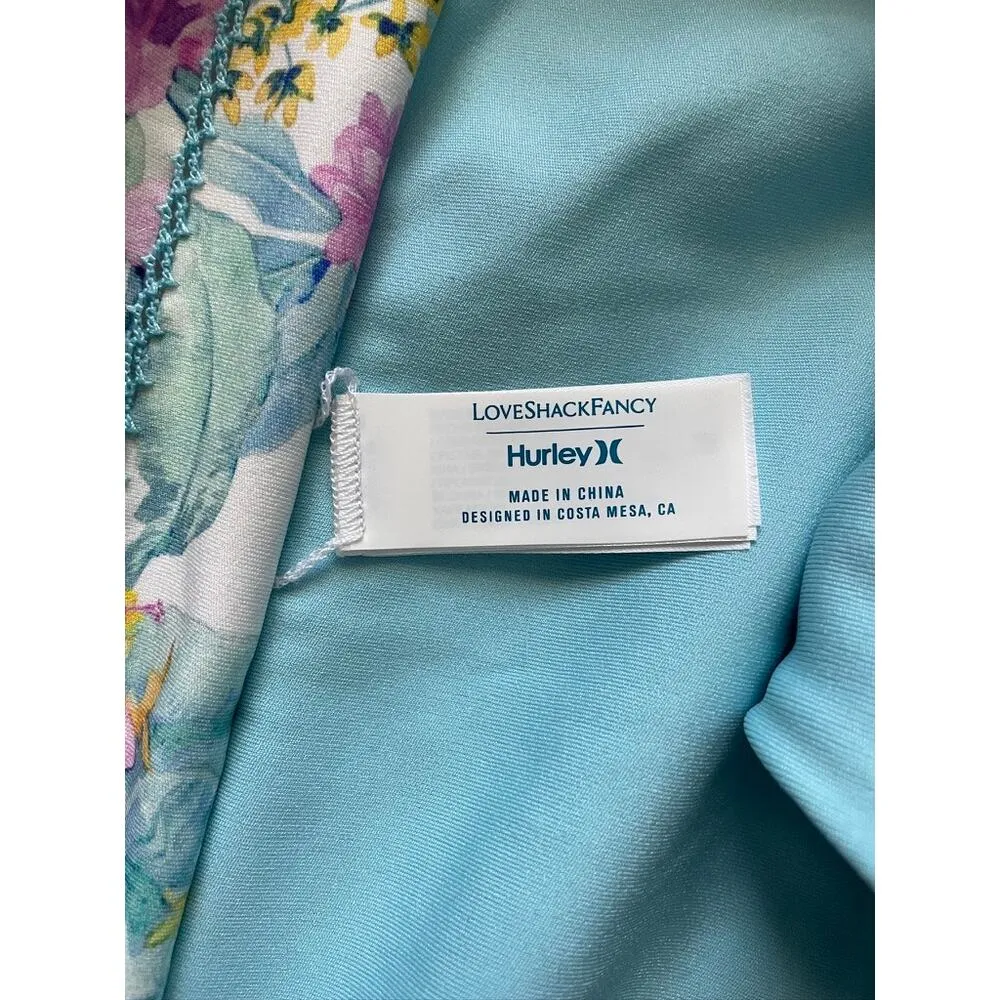 LOVESHACKFANCY
Hurley
MADE IN CHINA
DESIGNED IN COSTA MESA, CA